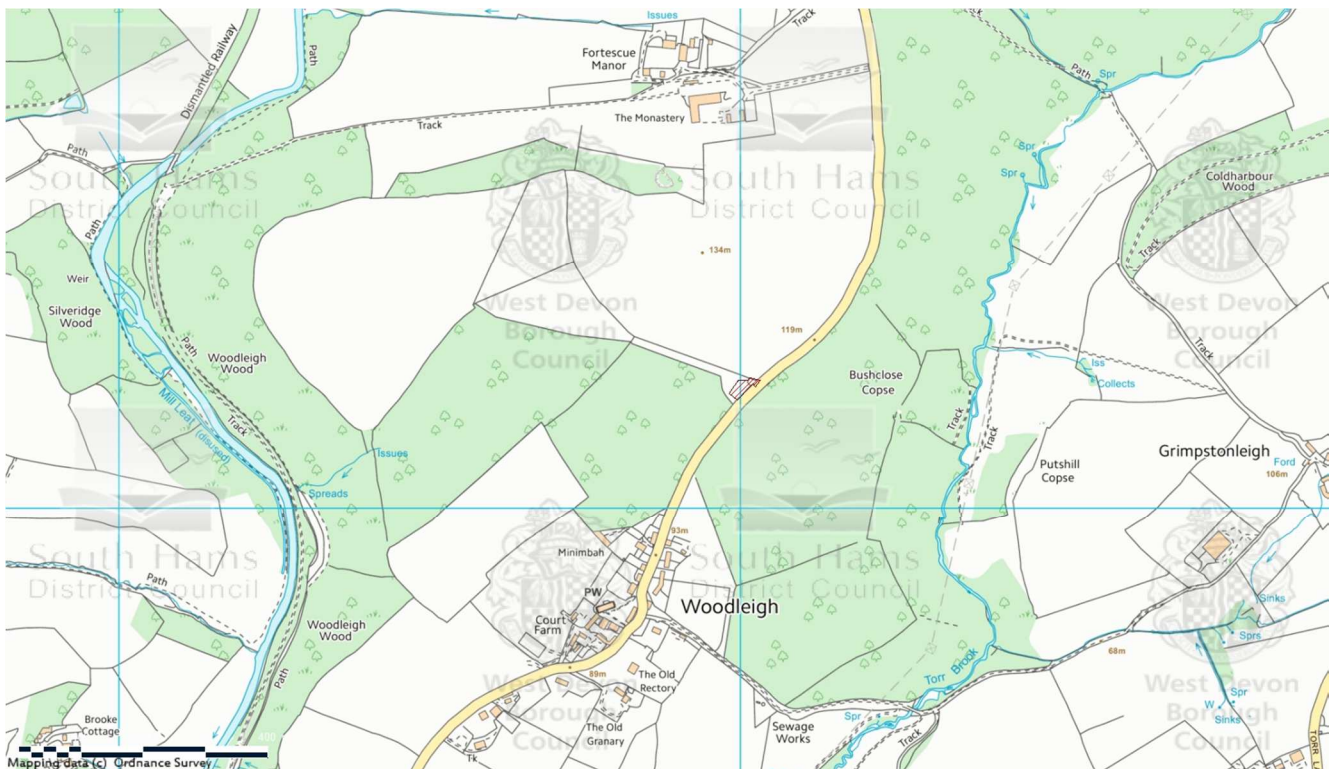 Issues
Track
Fortescue
Manor
Path
Dismantled Railway
Path
Spr
The Monastery
Track
Path
Spr
Spr
South Hams
District Council
South Hams
District Council
Coldharbour
Wood
Path
Track
134m
Weir
Silveridge
Wood
West Devon
Borough
Council
West Devon
Borough
Council
119m
Track
Path
Woodleigh
Wood
Bushclose
Copse
Iss
Collects
Mill Leat (disused)
Track
Track
Track
Issues
Spreads
Putshill
Copse
Grimpstonleigh
Ford
106m
93m
Minimbah
South Hams
District Council
South Hams
District Council
Path
PW
Woodleigh
Court
Farm
Woodleigh
Wood
Sinks
Sprs
68m
Path
89m
The Old
Rectory
Torr Brook
West Devon
Borough
Council
West Devon
Borough
Council
Spr
W
Sinks
Brooke
Cottage
The Old
Granary
Sewage
Works
Spr
Track
Tk
400
Mapping data (c) Ordnance Survey